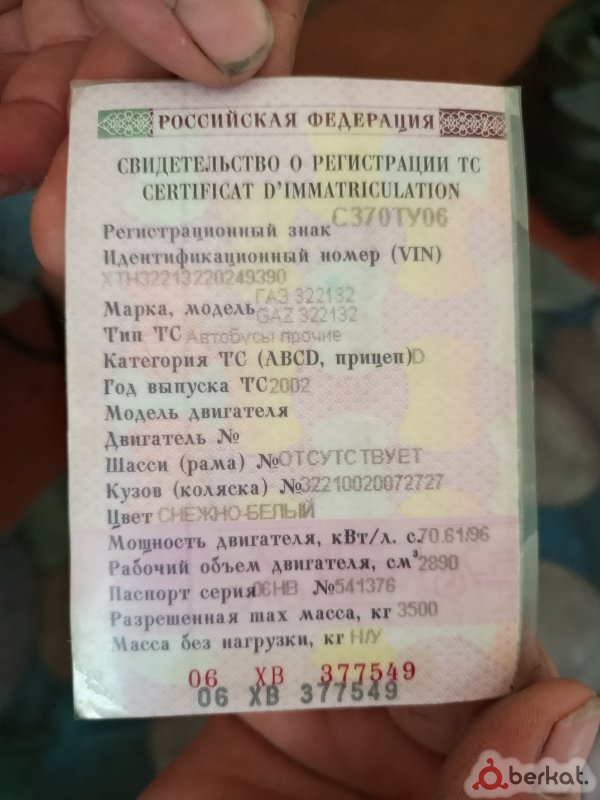 РОССИЙСКАЯ ФЕДЕРАЦИЯ
СВИДЕТЕЛЬСТВО О РЕГИСТРАЦИИ ТС
CERTIFICAT D'IMMATRICULATION
Регистрационный знак С370ТУ06
Идентификационный номер (VIN)
ХТН32213220249390
Марка, модель ГАЗ 322132
GAZ 322132
Тип ТС Автобусы прочие
Категория ТС (ABCD, прицеп) D
Год выпуска ТС 2002
Модель двигателя
Двигатель №
Шасси (рама) № ОТСУТСТВУЕТ
Кузов (коляска) № 32210020072727
Цвет СНЕЖНО-БЕЛЫЙ
Мощность двигателя, кВт/л. с. 70.61/96
Рабочий объем двигателя, см³ 2890
Паспорт серия 06НВ № 541376
Разрешенная max масса, кг 3500
Масса без нагрузки, кг Н/У
06 ХВ 377549
06 ХВ 377549
berkat.